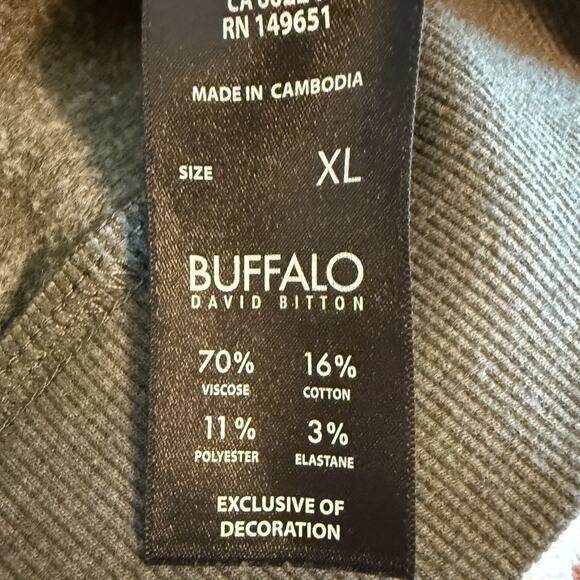 RN 149651
MADE IN CAMBODIA
SIZE XL
BUFFALO
DAVID BITTON
70% 16%
VISCOSE COTTON
11% 3%
POLYESTER ELASTANE
EXCLUSIVE OF
DECORATION